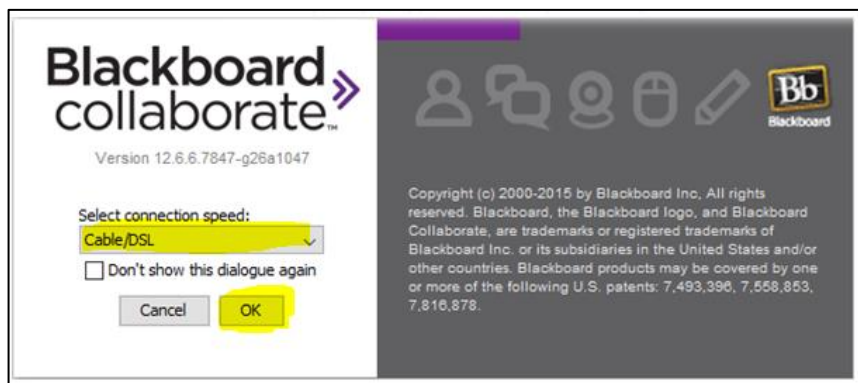 Blackboard
collaborate™
Version 12.6.6.7847-g26a1047
Select connection speed:
Cable/DSL
Don't show this dialogue again
Cancel
OK
Bb
Blackboard
Copyright (c) 2000-2015 by Blackboard Inc, All rights
reserved. Blackboard, the Blackboard logo, and Blackboard
Collaborate, are trademarks or registered trademarks of
Blackboard Inc. or its subsidiaries in the United States and/or
other countries. Blackboard products may be covered by one
or more of the following U.S. patents: 7,493,396, 7,558,853,
7,816,878.